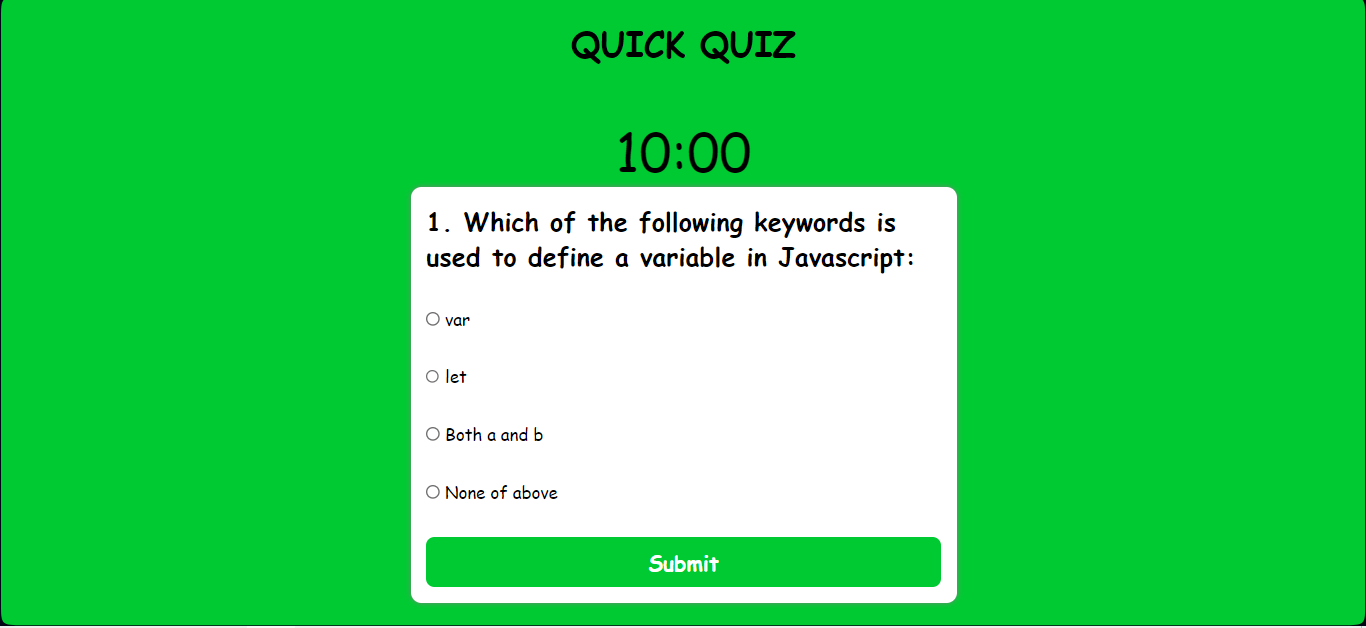 QUICK QUIZ
10:00
1. Which of the following keywords is
used to define a variable in Javascript:
var
let
Both a and b
None of above
Submit